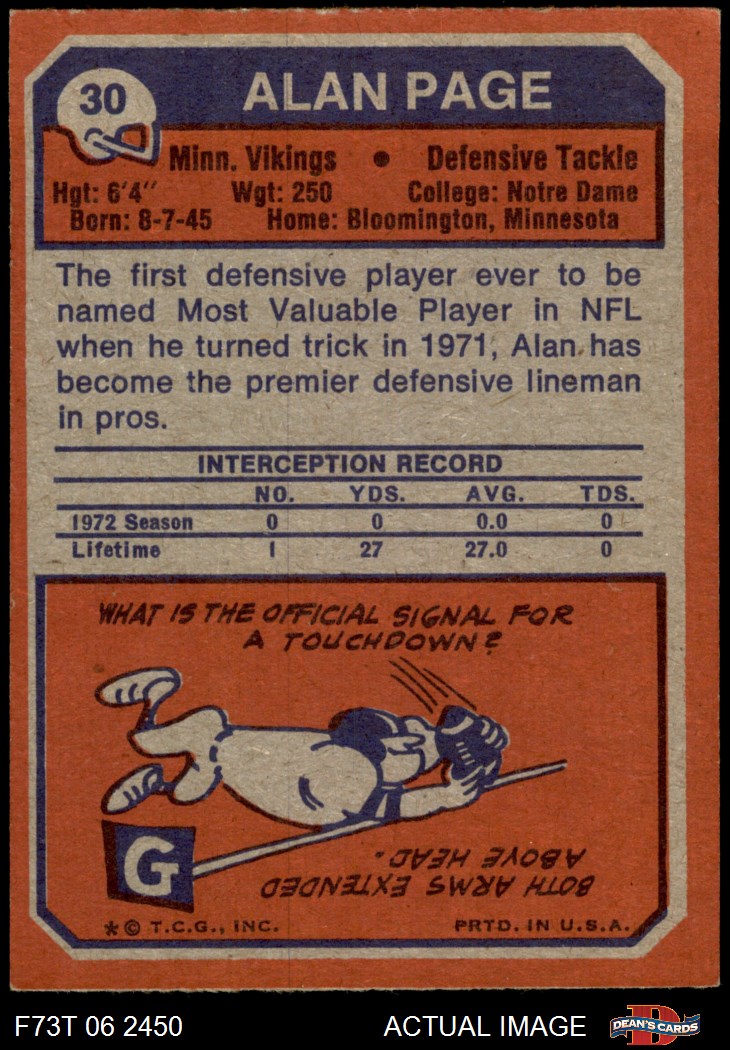 30
ALAN PAGE
Minn. Vikings • Defensive Tackle
Hgt: 6'4" Wgt: 250 College: Notre Dame
Born: 8-7-45 Home: Bloomington, Minnesota
The first defensive player ever to be
named Most Valuable Player in NFL
when he turned trick in 1971, Alan has
become the premier defensive lineman
in pros.
INTERCEPTION RECORD
NO. YDS. AVG. TDS.
1972 Season 0 0 0.0 0
Lifetime 1 27 27.0 0
WHAT IS THE OFFICIAL SIGNAL FOR
A TOUCHDOWN?
G
BOTH ARMS EXTENDED
ABOVE HEAD.
*© T.C.G., INC. PRTD. IN U.S.A.
F73T 06 2450 ACTUAL IMAGE
D
DEAN'S CARDS